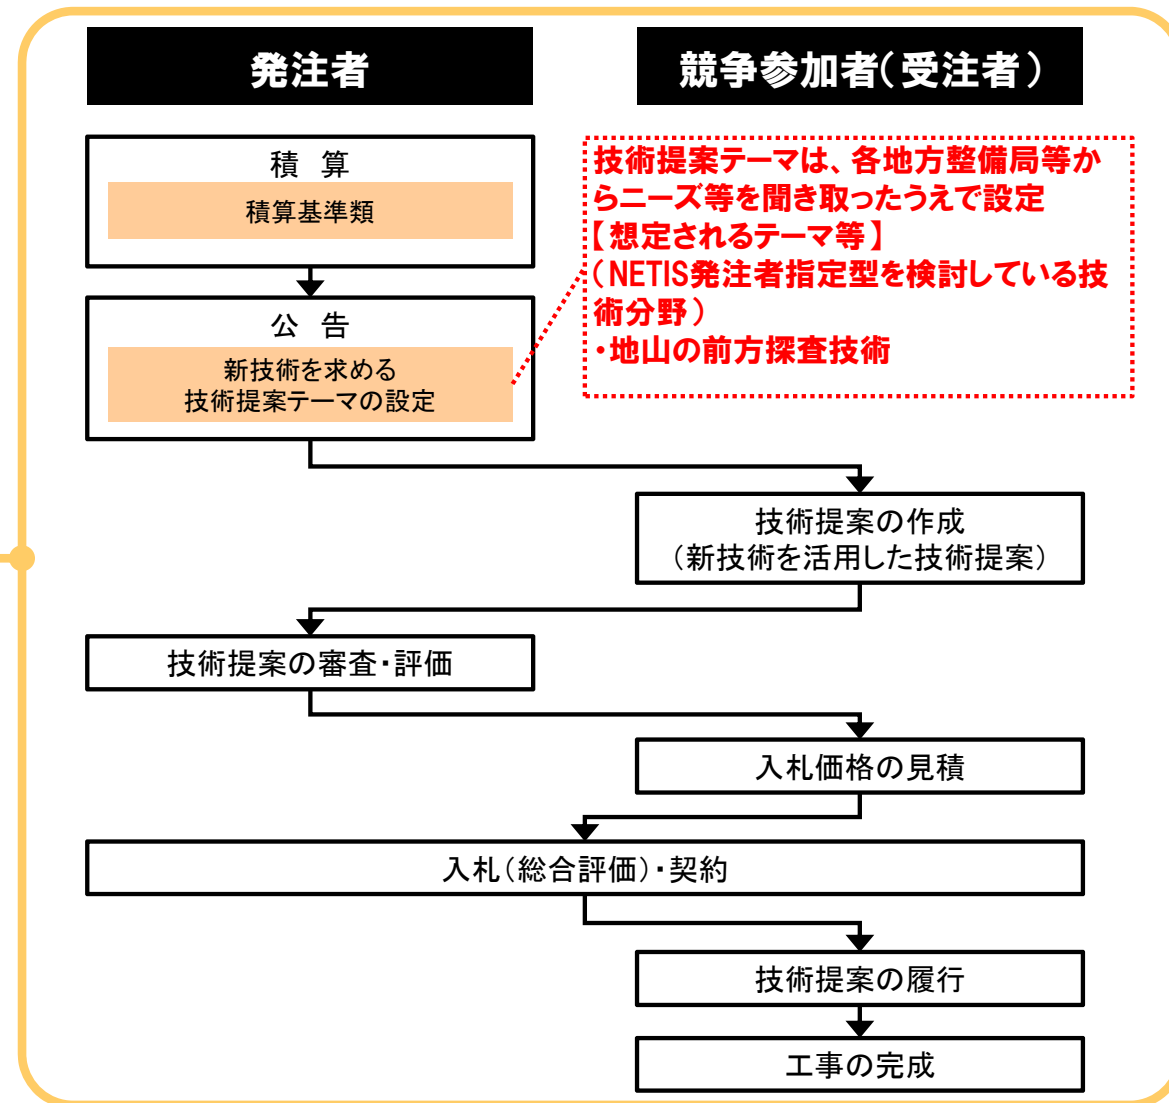 発注者
競争参加者(受注者)
積 算
積算基準類
公 告
新技術を求める
技術提案テーマの設定
技術提案テーマは、各地方整備局等か
らニーズ等を聞き取ったうえで設定
【想定されるテーマ等】
(NETIS発注者指定型を検討している技
術分野)
・地山の前方探査技術
技術提案の作成
(新技術を活用した技術提案)
技術提案の審査・評価
入札価格の見積
入札(総合評価)・契約
技術提案の履行
工事の完成